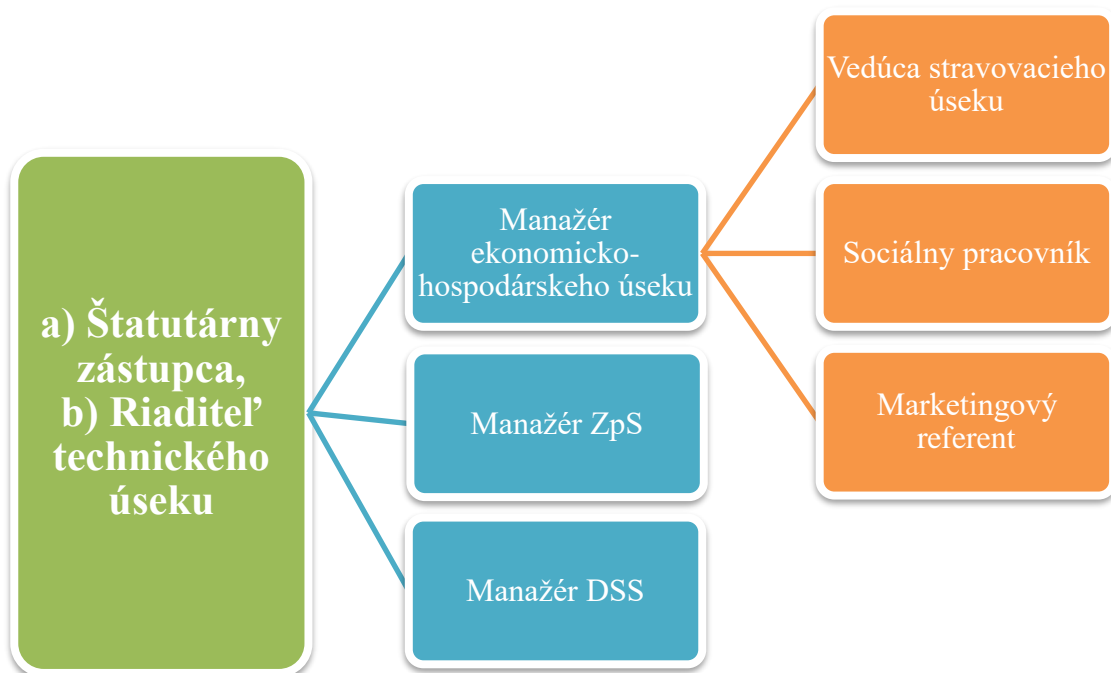 a) Štatutárny
zástupca,
b) Riaditeľ
technického
úseku
Manažér
ekonomicko-
hospodárskeho úseku
Manažér ZpS
Manažér DSS
Vedúca stravovacieho
úseku
Sociálny pracovník
Marketingový
referent